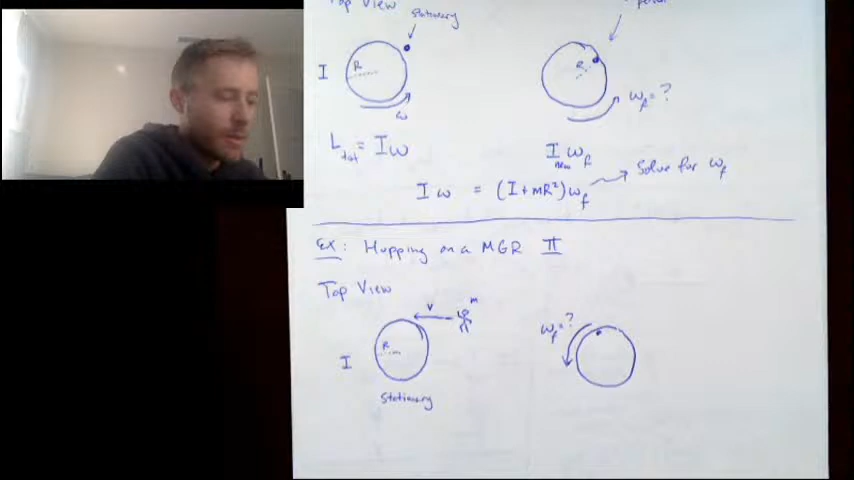 Top View
Stationary
I
R
ω
R
ω_f = ?
L_tot = Iω
I_new ω_f
Iω = (I + mR²)ω_f
Solve for ω_f
Ex: Hopping on a MGR II
Top View
v
m
I
R
Stationary
ω_f = ?